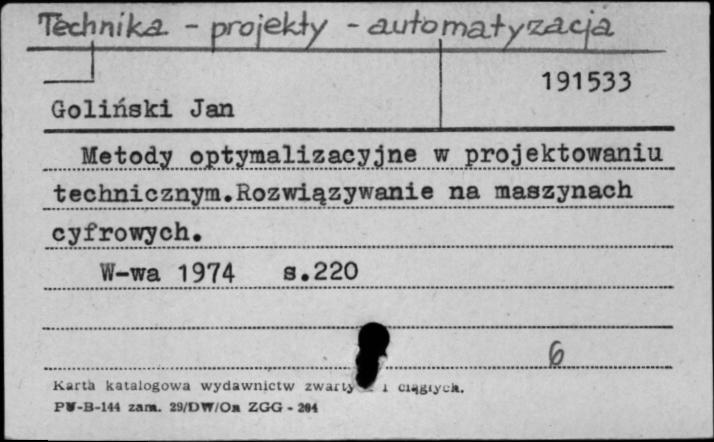 Technika - projekty - automatyzacja
191533
Goliński Jan
Metody optymalizacyjne w projektowaniu
technicznym.Rozwiązywanie na maszynach
cyfrowych.
W-wa 1974 s.220
6
Karta katalogowa wydawnictw zwarty i ciągłych.
PW-B-144 zam. 29/DW/Oa ZGG - 204